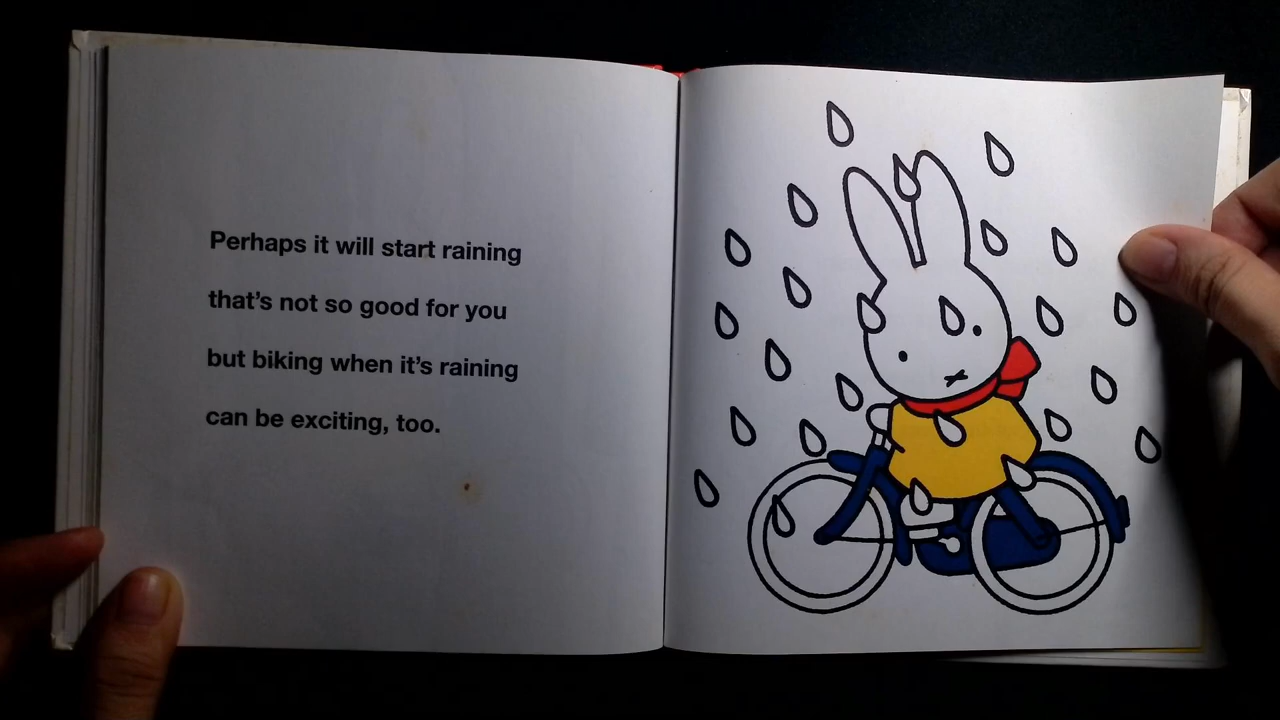 Perhaps it will start raining
that's not so good for you
but biking when it's raining
can be exciting, too.